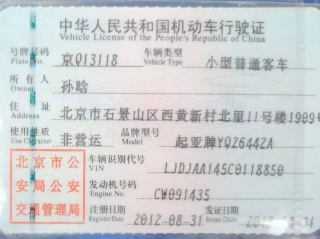 中华人民共和国机动车行驶证
Vehicle License of the People's Republic of China
号牌号码 京Q13118 车辆类型 小型普通客车
Plate No. Vehicle Type
所有人 孙晗
Owner
住址 北京市石景山区西黄新村北里11号楼1909号
Address
使用性质 非营运 品牌型号 起亚牌YQZ6442A
Use Character Model
北京市公安局公安交通管理局
车辆识别代号 LJDJAA145C0118850
VIN
发动机号码 CW091435
Engine No.
注册日期 2012-08-31 发证日期
Register Date Issue Date